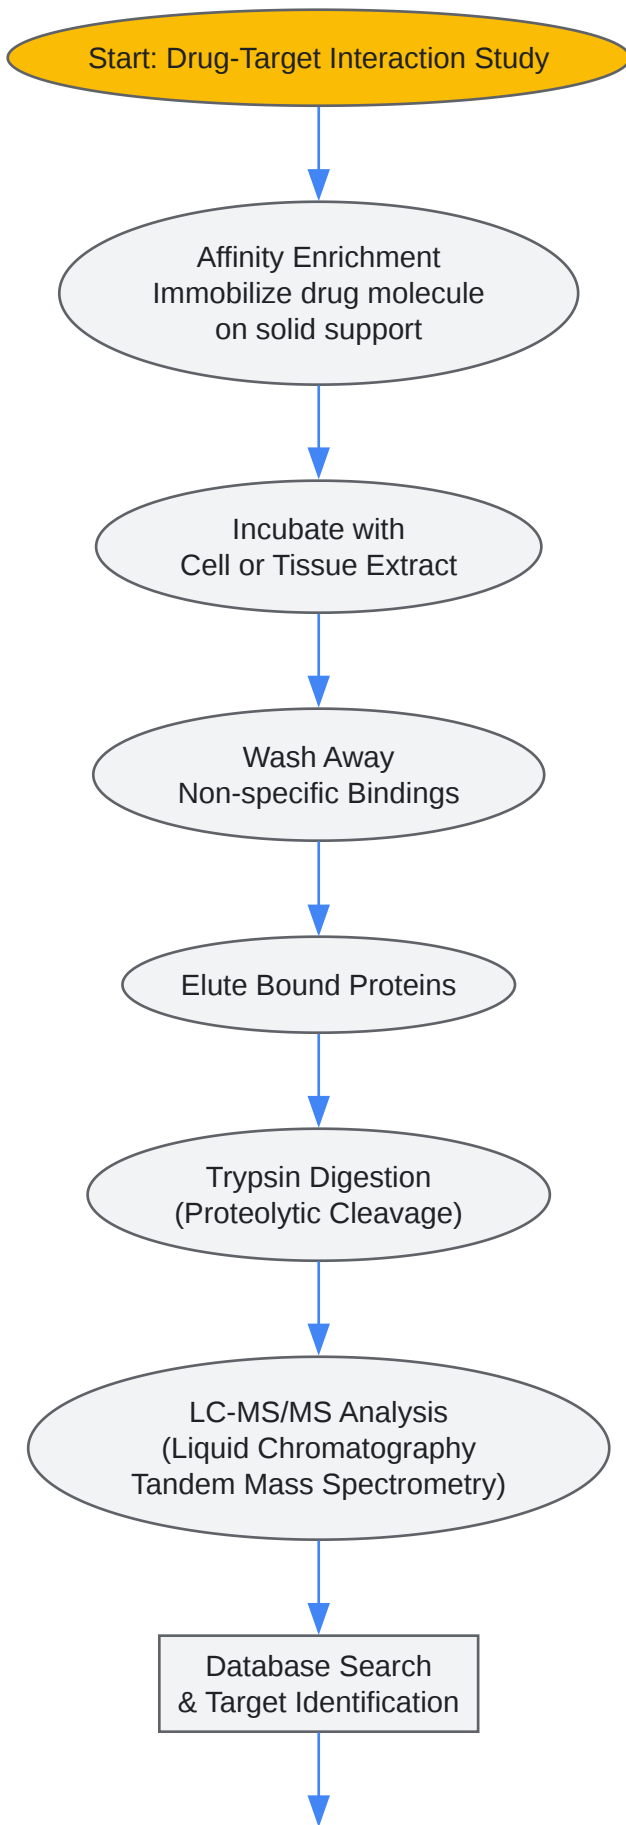 Start: Drug-Target Interaction Study
Affinity Enrichment
Immobilize drug molecule
on solid support
Incubate with
Cell or Tissue Extract
Wash Away
Non-specific Bindings
Elute Bound Proteins
Trypsin Digestion
(Proteolytic Cleavage)
LC-MS/MS Analysis
(Liquid Chromatography
Tandem Mass Spectrometry)
Database Search
& Target Identification